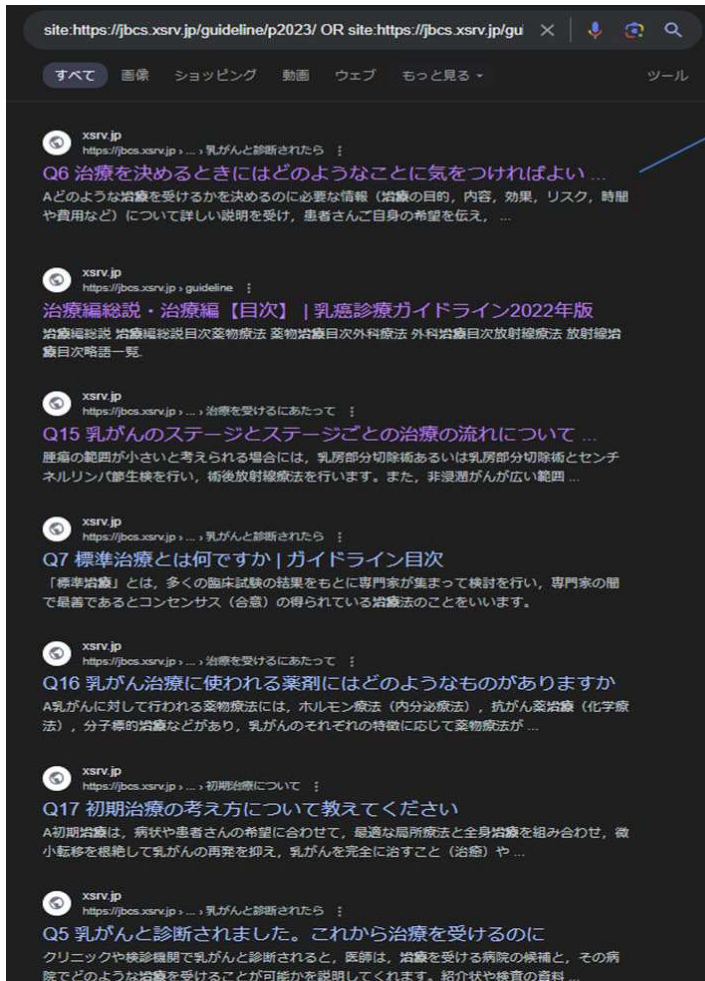 site:https://jbcs.xsrv.jp/guideline/p2023/ OR site:https://jbcs.xsrv.jp/gu
すべて 画像 ショッピング 動画 ウェブ もっと見る ツール
xsrv.jp
https://jbcs.xsrv.jp › ... › 乳がんと診断されたら
Q6 治療を決めるときにはどのようなことに気をつければよい ...
Aどのような治療を受けるかを決めるのに必要な情報（治療の目的，内容，効果，リスク，時間
や費用など）について詳しい説明を受け，患者さんご自身の希望を伝え， ...
xsrv.jp
https://jbcs.xsrv.jp › guideline
治療編総説・治療編【目次】 | 乳癌診療ガイドライン2022年版
治療編総説 治療編総説目次薬物療法 薬物治療目次外科療法 外科治療目次放射線療法 放射線治
療目次略語一覧.
xsrv.jp
https://jbcs.xsrv.jp › ... › 治療を受けるにあたって
Q15 乳がんのステージとステージごとの治療の流れについて ...
腫瘍の範囲が小さいと考えられる場合には，乳房部分切除術あるいは乳房部分切除術とセンチ
ネルリンパ節生検を行い，術後放射線療法を行います。また，非浸潤がんが広い範囲 ...
xsrv.jp
https://jbcs.xsrv.jp › ... › 乳がんと診断されたら
Q7 標準治療とは何ですか | ガイドライン目次
「標準治療」とは，多くの臨床試験の結果をもとに専門家が集まって検討を行い，専門家の間
で最善であるとコンセンサス（合意）の得られている治療法のことをいいます。
xsrv.jp
https://jbcs.xsrv.jp › ... › 治療を受けるにあたって
Q16 乳がん治療に使われる薬剤にはどのようなものがありますか
A乳がんに対して行われる薬物療法には，ホルモン療法（内分泌療法），抗がん薬治療（化学療
法），分子標的治療などがあり，乳がんのそれぞれの特徴に応じて薬物療法が ...
xsrv.jp
https://jbcs.xsrv.jp › ... › 初期治療について
Q17 初期治療の考え方について教えてください
A初期治療は，病状や患者さんの希望に合わせて，最適な局所療法と全身治療を組み合わせ，微
小転移を根絶して乳がんの再発を抑え，乳がんを完全に治すこと（治癒）や ...
xsrv.jp
https://jbcs.xsrv.jp › ... › 乳がんと診断されたら
Q5 乳がんと診断されました。これから治療を受けるのに
クリニックや検診機関で乳がんと診断されると，医師は，治療を受ける病院の候補と，その病
院でどのような治療を受けることが可能かを説明してくれます。紹介状や検査の資料 ...